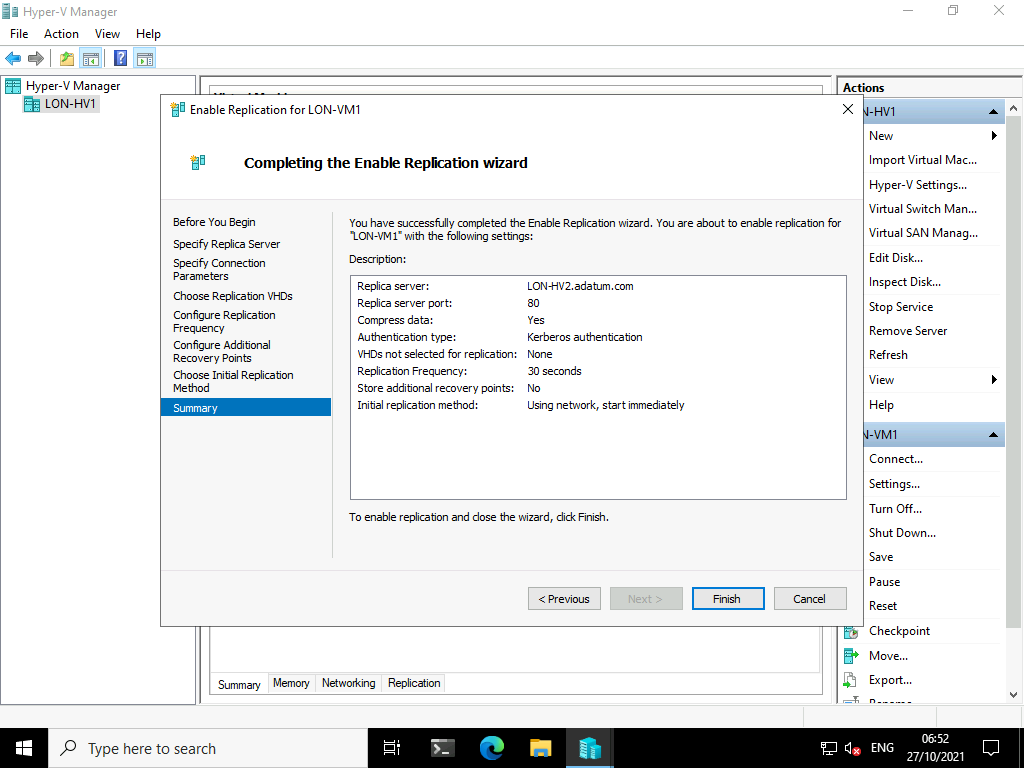 Hyper-V Manager
File Action View Help
Hyper-V Manager
LON-HV1
Enable Replication for LON-VM1
Completing the Enable Replication wizard
Before You Begin
Specify Replica Server
Specify Connection
Parameters
Choose Replication VHDs
Configure Replication
Frequency
Configure Additional
Recovery Points
Choose Initial Replication
Method
Summary
You have successfully completed the Enable Replication wizard. You are about to enable replication for
"LON-VM1" with the following settings:
Description:
Replica server: LON-HV2.adatum.com
Replica server port: 80
Compress data: Yes
Authentication type: Kerberos authentication
VHDs not selected for replication: None
Replication Frequency: 30 seconds
Store additional recovery points: No
Initial replication method: Using network, start immediately
To enable replication and close the wizard, click Finish.
< Previous Next > Finish Cancel
Summary Memory Networking Replication
Actions
N-HV1
New
Import Virtual Mac...
Hyper-V Settings...
Virtual Switch Man...
Virtual SAN Manag...
Edit Disk...
Inspect Disk...
Stop Service
Remove Server
Refresh
View
Help
N-VM1
Connect...
Settings...
Turn Off...
Shut Down...
Save
Pause
Reset
Checkpoint
Move...
Export...
Type here to search
ENG
06:52
27/10/2021